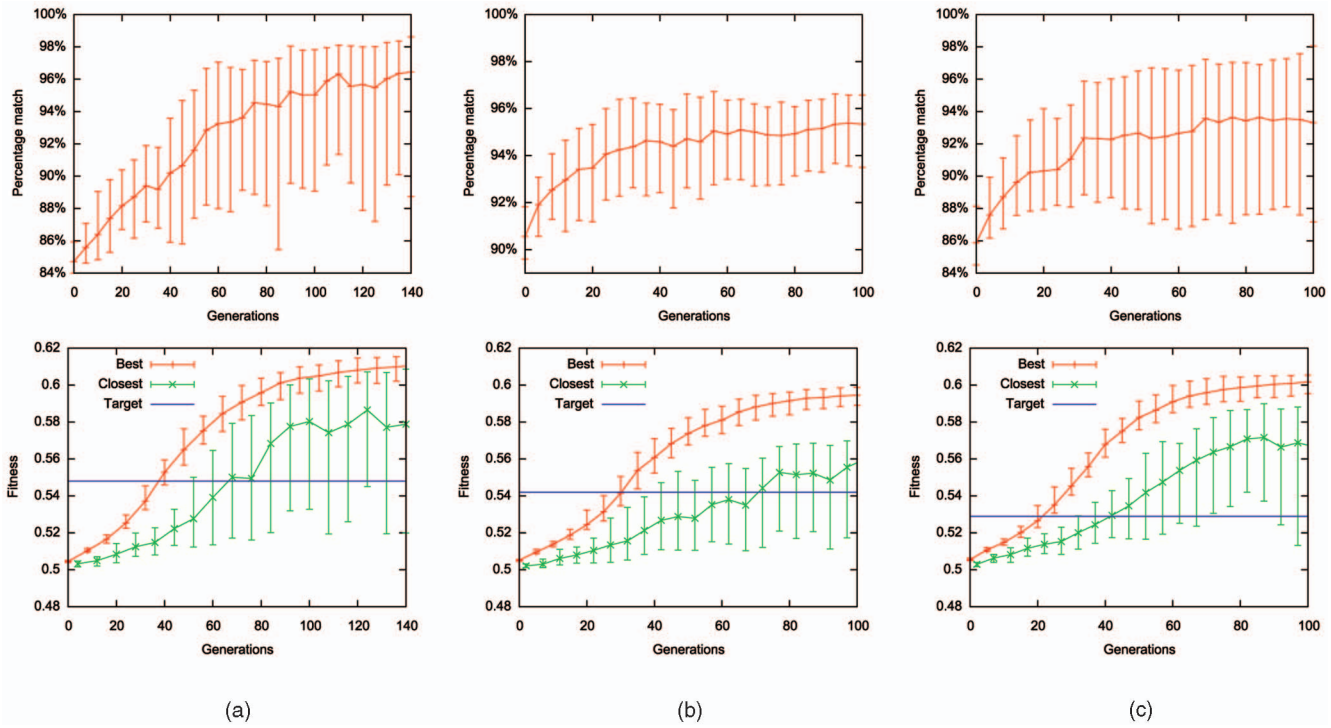 100%
98%
96%
94%
92%
90%
88%
86%
84%
Percentage match
0 20 40 60 80 100 120 140
Generations
100%
98%
96%
94%
92%
90%
Percentage match
0 20 40 60 80 100
Generations
100%
98%
96%
94%
92%
90%
88%
86%
84%
Percentage match
0 20 40 60 80 100
Generations
0.62
0.6
0.58
0.56
0.54
0.52
0.5
0.48
Fitness
Best
Closest
Target
0 20 40 60 80 100 120 140
Generations
0.62
0.6
0.58
0.56
0.54
0.52
0.5
0.48
Fitness
Best
Closest
Target
0 20 40 60 80 100
Generations
0.62
0.6
0.58
0.56
0.54
0.52
0.5
0.48
Fitness
Best
Closest
Target
0 20 40 60 80 100
Generations
(a) (b) (c)